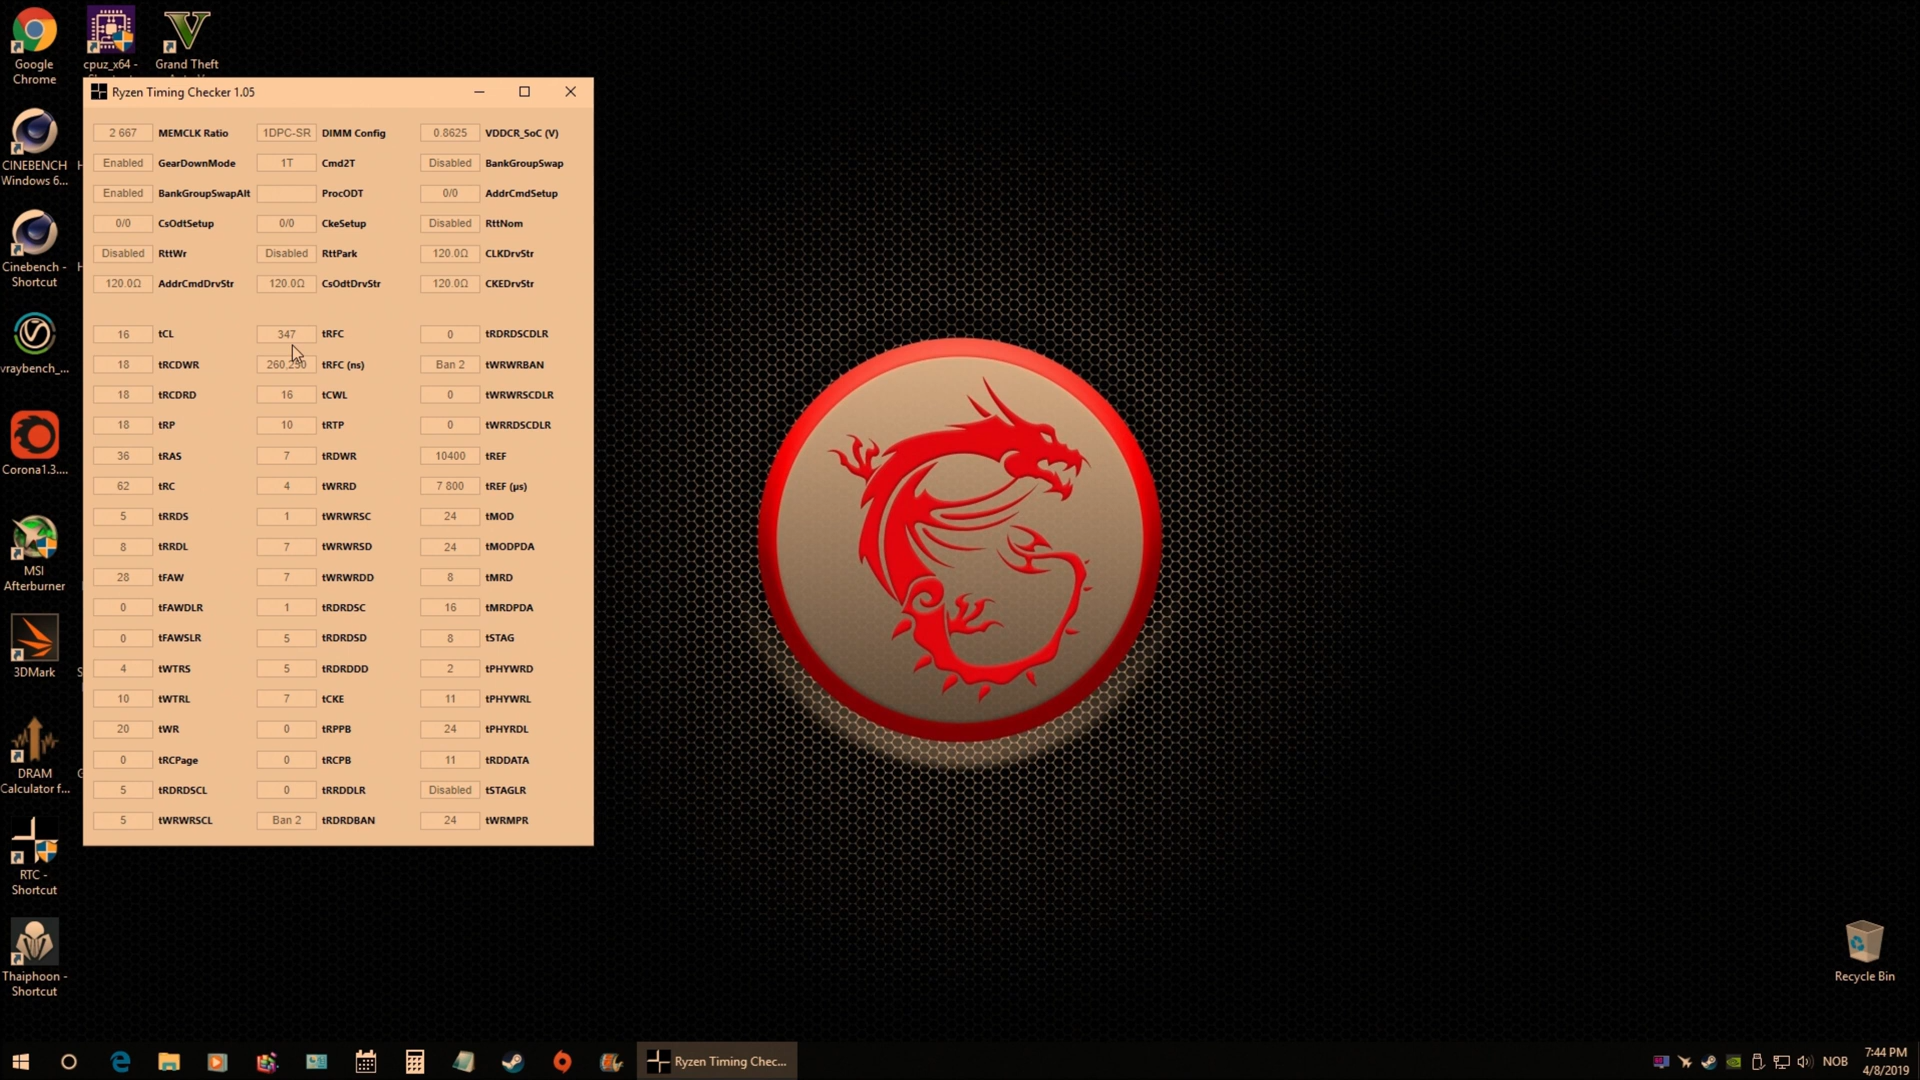 Google
Chrome
cpuz_x64 -
Grand Theft
CINEBENCH
Windows 6...
Cinebench -
Shortcut
vraybench_...
Corona1.3....
MSI
Afterburner
3DMark
DRAM
Calculator f...
RTC -
Shortcut
Thaiphoon -
Shortcut
Ryzen Timing Checker 1.05
2 667 MEMCLK Ratio 1DPC-SR DIMM Config 0.8625 VDDCR_SoC (V)
Enabled GearDownMode 1T Cmd2T Disabled BankGroupSwap
Enabled BankGroupSwapAlt ProcODT 0/0 AddrCmdSetup
0/0 CsOdtSetup 0/0 CkeSetup Disabled RttNom
Disabled RttWr Disabled RttPark 120.0Ω CLKDrvStr
120.0Ω AddrCmdDrvStr 120.0Ω CsOdtDrvStr 120.0Ω CKEDrvStr
16 tCL 347 tRFC 0 tRDRDSCDLR
18 tRCDWR 260,250 tRFC (ns) Ban 2 tWRWRBAN
18 tRCDRD 16 tCWL 0 tWRWRSCDLR
18 tRP 10 tRTP 0 tWRRDSCDLR
36 tRAS 7 tRDWR 10400 tREF
62 tRC 4 tWRRD 7 800 tREF (µs)
5 tRRDS 1 tWRWRSC 24 tMOD
8 tRRDL 7 tWRWRSD 24 tMODPDA
28 tFAW 7 tWRWRDD 8 tMRD
0 tFAWDLR 1 tRDRDSC 16 tMRDPDA
0 tFAWSLR 5 tRDRDSD 8 tSTAG
4 tWTRS 5 tRDRDDD 2 tPHYWRD
10 tWTRL 7 tCKE 11 tPHYWRL
20 tWR 0 tRPPB 24 tPHYRDL
0 tRCPage 0 tRCPB 11 tRDDATA
5 tRDRDSCL 0 tRRDDLR Disabled tSTAGLR
5 tWRWRSCL Ban 2 tRDRDBAN 24 tWRMPR
Recycle Bin
Ryzen Timing Chec...
NOB
7:44 PM
4/8/2019